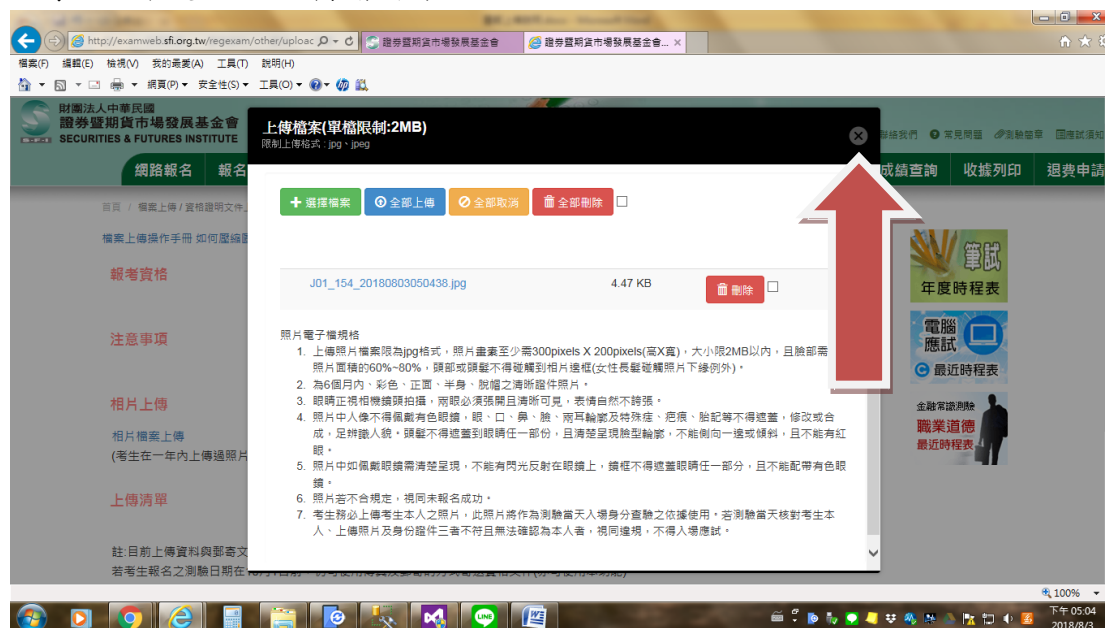 http://examweb.sfi.org.tw/regexam/other/uploac
證券暨期貨市場發展基金會
證券暨期貨市場發展基金會... ×
檔案(F) 編輯(E) 檢視(V) 我的最愛(A) 工具(T) 說明(H)
網頁(P) 安全性(S) 工具(O)
財團法人中華民國
證券暨期貨市場發展基金會
SECURITIES & FUTURES INSTITUTE
聯絡我們 常見問題 測驗簡章 應試須知
網路報名 報名
成績查詢 收據列印 退費申請
上傳檔案(單檔限制:2MB)
限制上傳格式 : jpg、jpeg
首頁 / 檔案上傳 / 資格證明文件
選擇檔案 全部上傳 全部取消 全部刪除
檔案上傳操作手冊 如何壓縮
報考資格
J01_154_20180803050438.jpg 4.47 KB 刪除
注意事項
照片電子檔規格
1. 上傳照片檔案限為jpg格式，照片畫素至少需300pixels X 200pixels(高X寬)，大小限2MB以內，且臉部需
照片面積的60%~80%，頭部或頭髮不得碰觸到相片邊框(女性長髮碰觸照片下緣例外)。
2. 為6個月內、彩色、正面、半身、脫帽之清晰證件照片。
3. 眼睛正視相機鏡頭拍攝，兩眼必須張開且清晰可見，表情自然不誇張。
4. 照片中人像不得佩戴有色眼鏡，眼、口、鼻、臉、兩耳輪廓及特殊痣、疤痕、胎記等不得遮蓋，修改或合
成，足辨識人貌。頭髮不得遮蓋到眼睛任一部份，且清楚呈現臉型輪廓，不能側向一邊或傾斜，且不能有紅
眼。
5. 照片中如佩戴眼鏡需清楚呈現，不能有閃光反射在眼鏡上，鏡框不得遮蓋眼睛任一部分，且不能配帶有色眼
鏡。
6. 照片若不合規定，視同未報名成功。
7. 考生務必上傳考生本人之照片，此照片將作為測驗當天入場身分查驗之依據使用。若測驗當天核對考生本
人、上傳照片及身份證件三者不符且無法確認為本人者，視同違規，不得入場應試。
相片上傳
相片檔案上傳
(考生在一年內上傳過照片
上傳清單
註:目前上傳資料與郵寄文
若考生報名之測驗日期在
筆試
年度時程表
電腦
應試
最近時程表
金融常識測驗
職業道德
最近時程表
100%
下午 05:04
2018/8/3